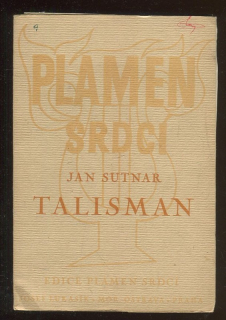 PLAMEN
SRDCÍ
JAN SUTNAR
TALISMAN
EDICE PLAMEN SRDCÍ